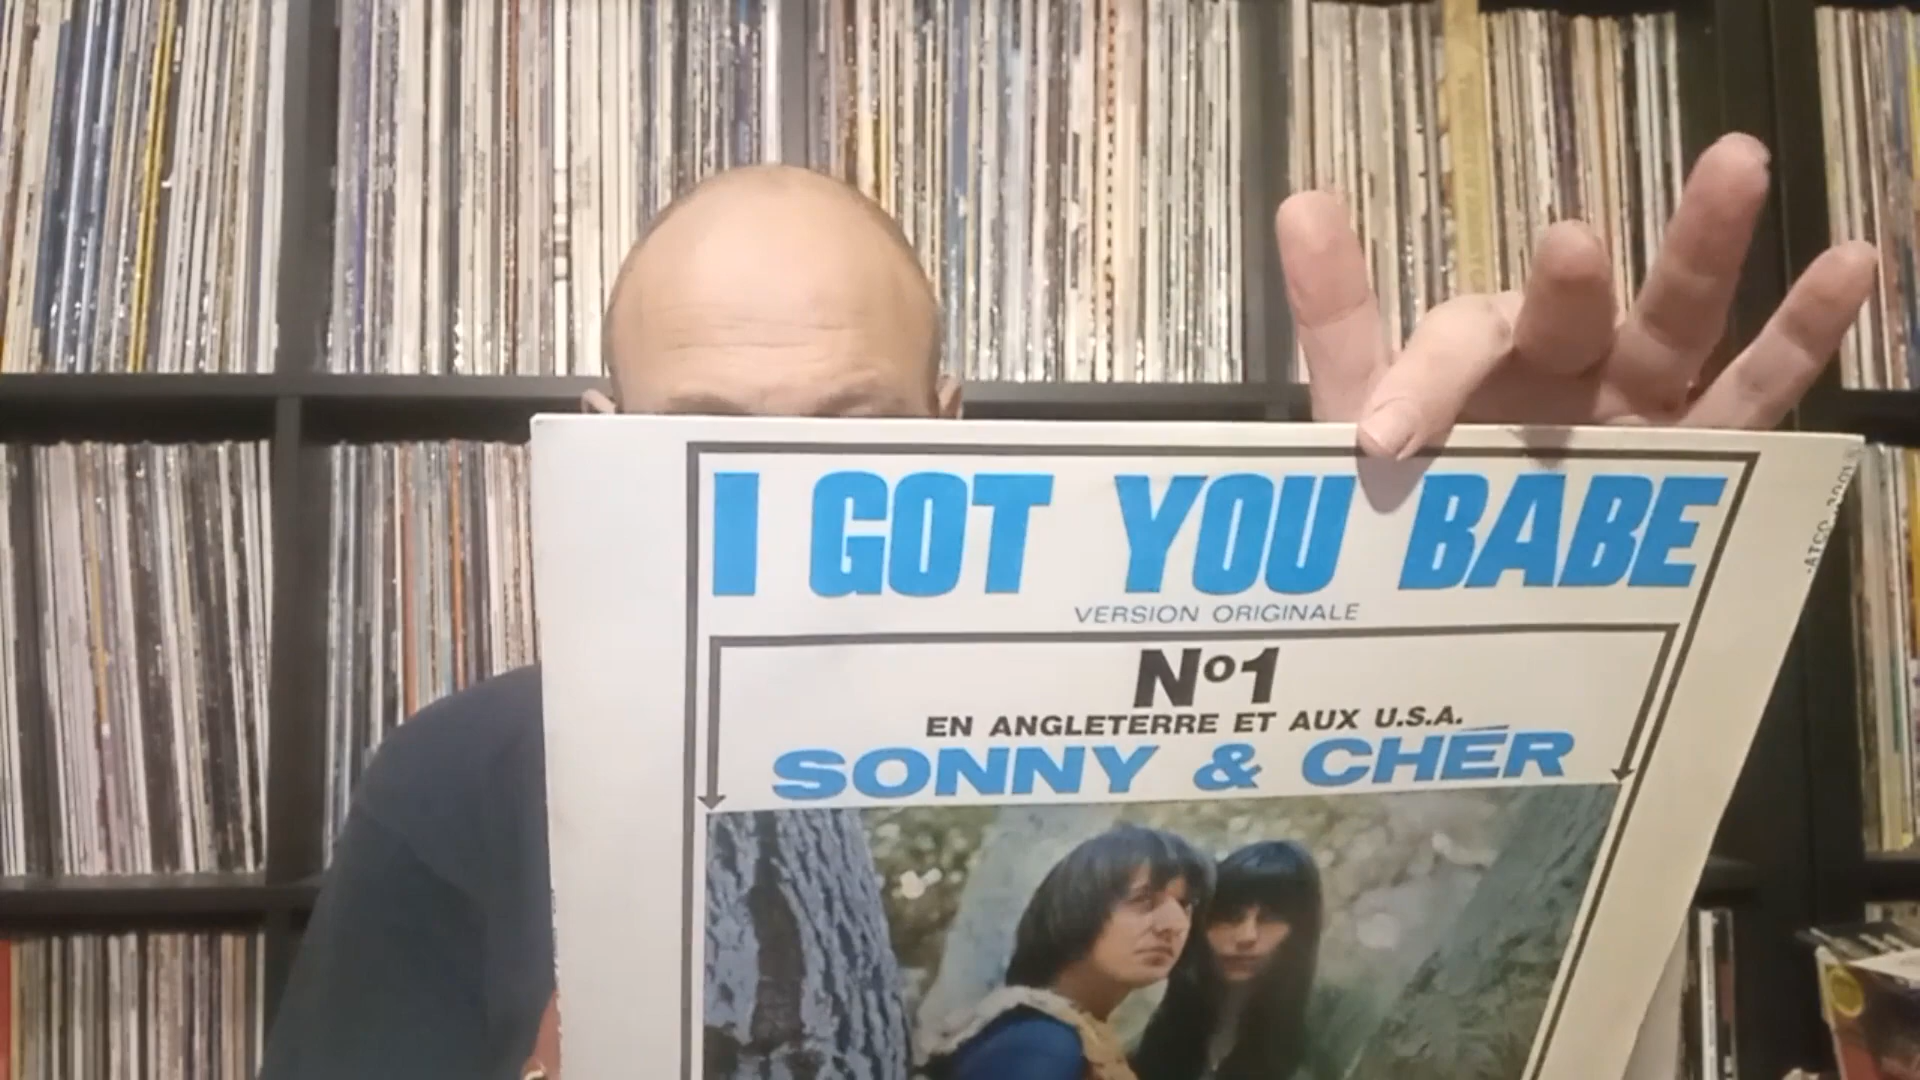 I GOT YOU BABE
VERSION ORIGINALE
Nº1
EN ANGLETERRE ET AUX U.S.A.
SONNY & CHÉR